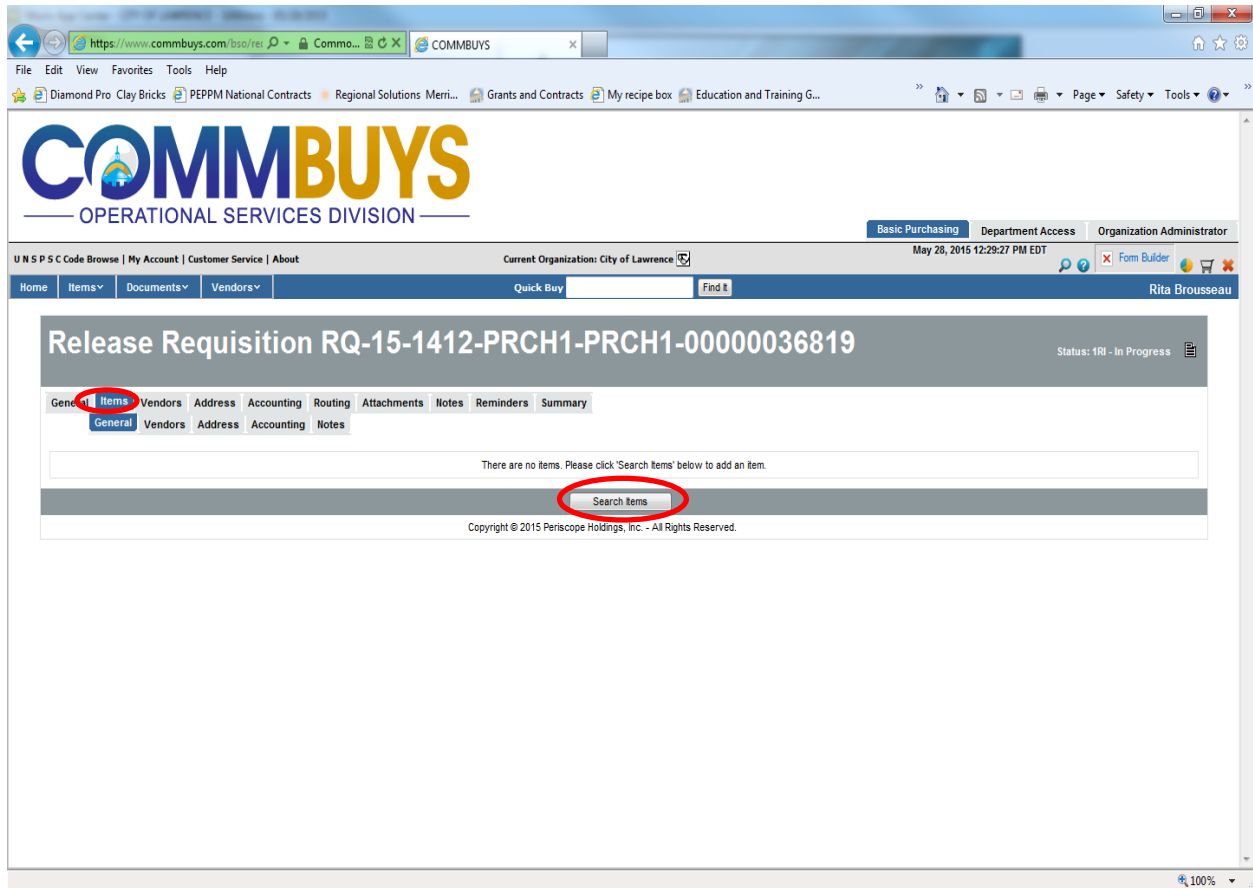 https://www.commbuys.com/bso/re Commo... COMMBUYS
File Edit View Favorites Tools Help
Diamond Pro Clay Bricks PEPPM National Contracts Regional Solutions Merri... Grants and Contracts My recipe box Education and Training G... Page Safety Tools
COMMBUYS
OPERATIONAL SERVICES DIVISION
Basic Purchasing Department Access Organization Administrator
U N S P S C Code Browse | My Account | Customer Service | About Current Organization: City of Lawrence May 28, 2015 12:29:27 PM EDT Form Builder
Home Items Documents Vendors Quick Buy Find It Rita Brousseau
Release Requisition RQ-15-1412-PRCH1-PRCH1-00000036819
Status: 1RI - In Progress
General Items Vendors Address Accounting Routing Attachments Notes Reminders Summary
General Vendors Address Accounting Notes
There are no items. Please click 'Search Items' below to add an item.
Search Items
Copyright © 2015 Periscope Holdings, Inc. - All Rights Reserved.
100%